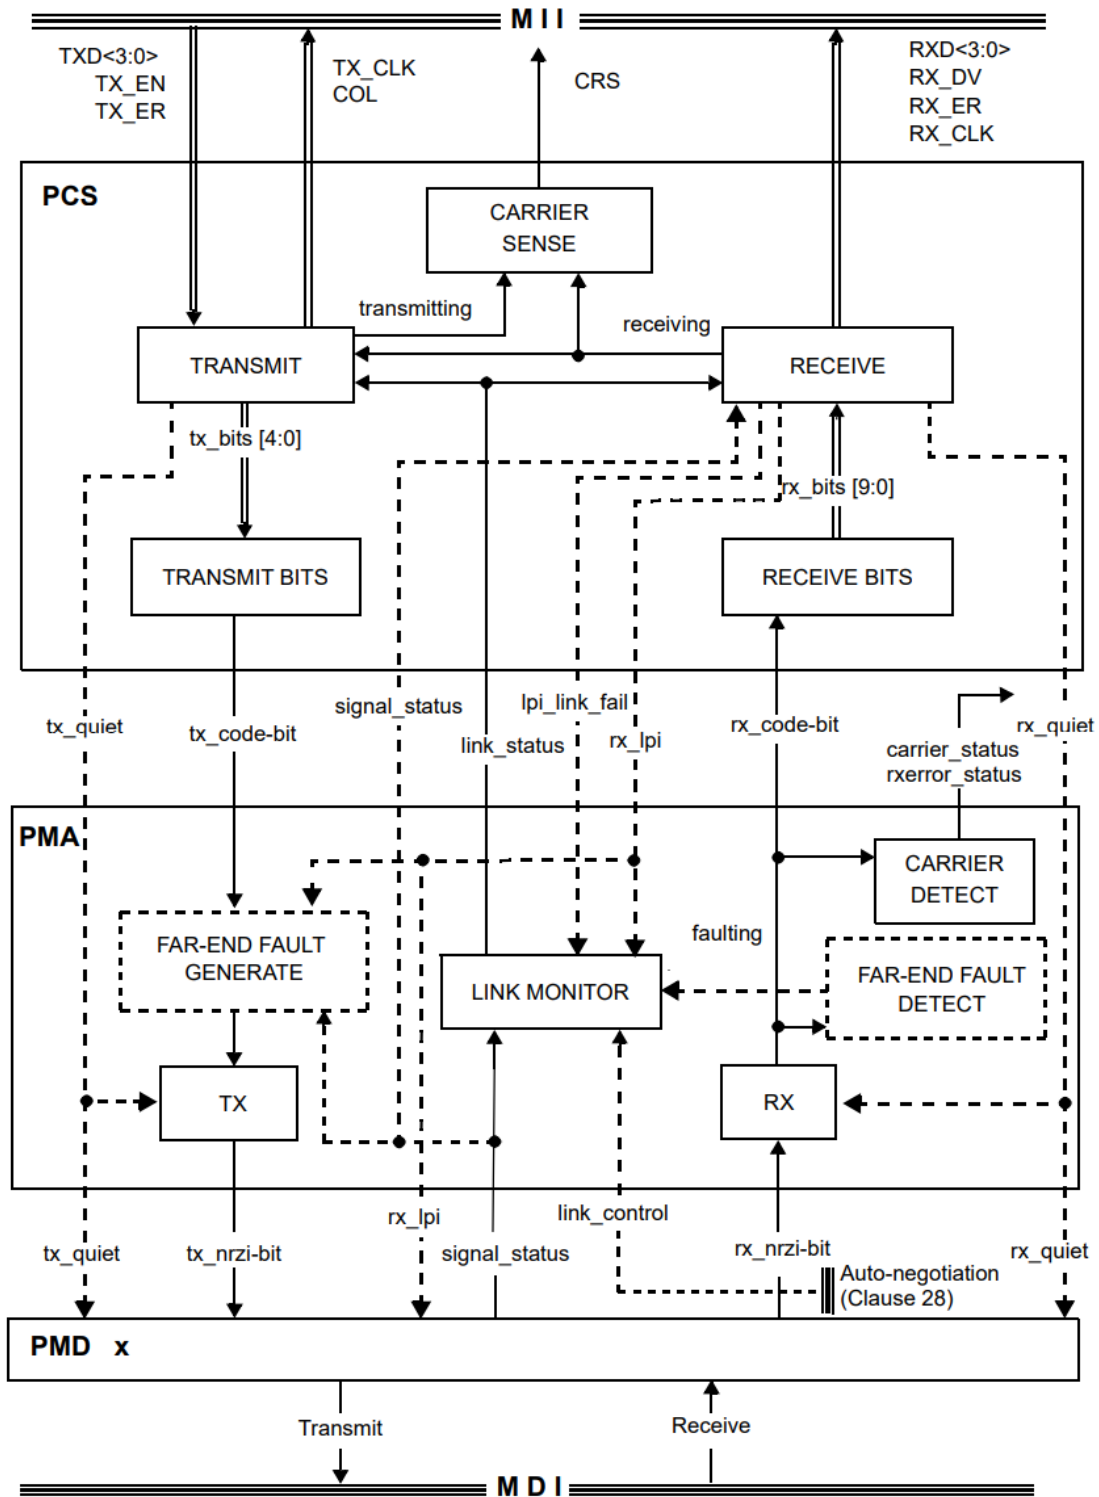 M I I
TXD<3:0>
TX_EN
TX_ER
TX_CLK
COL
CRS
RXD<3:0>
RX_DV
RX_ER
RX_CLK
PCS
CARRIER
SENSE
transmitting
receiving
TRANSMIT
RECEIVE
tx_bits [4:0]
rx_bits [9:0]
TRANSMIT BITS
RECEIVE BITS
tx_quiet
tx_code-bit
signal_status
link_status
lpi_link_fail
rx_lpi
rx_code-bit
rx_quiet
carrier_status
rxerror_status
PMA
CARRIER
DETECT
FAR-END FAULT
GENERATE
faulting
LINK MONITOR
FAR-END FAULT
DETECT
TX
RX
rx_lpi
link_control
tx_quiet
tx_nrzi-bit
signal_status
rx_nrzi-bit
rx_quiet
Auto-negotiation
(Clause 28)
PMD x
Transmit
Receive
M D I